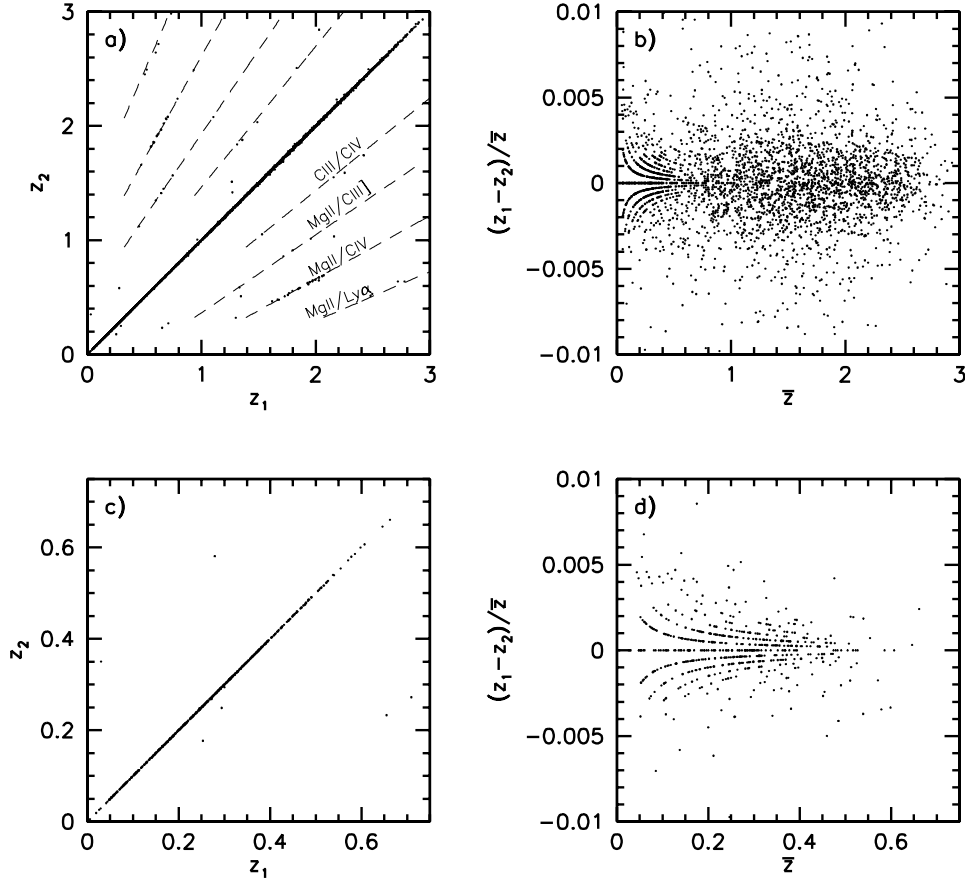 a)
3
2
1
0
z₂
0
1
2
3
z₁
CIII/CIV
MgII/CIII]
MgII/CIV
MgII/Lyα
b)
0.01
0.005
0
−0.005
−0.01
(z₁−z₂)/z̅
0
1
2
3
z̅
c)
0.6
0.4
0.2
0
z₂
0
0.2
0.4
0.6
z₁
d)
0.01
0.005
0
−0.005
−0.01
(z₁−z₂)/z̅
0
0.2
0.4
0.6
z̅